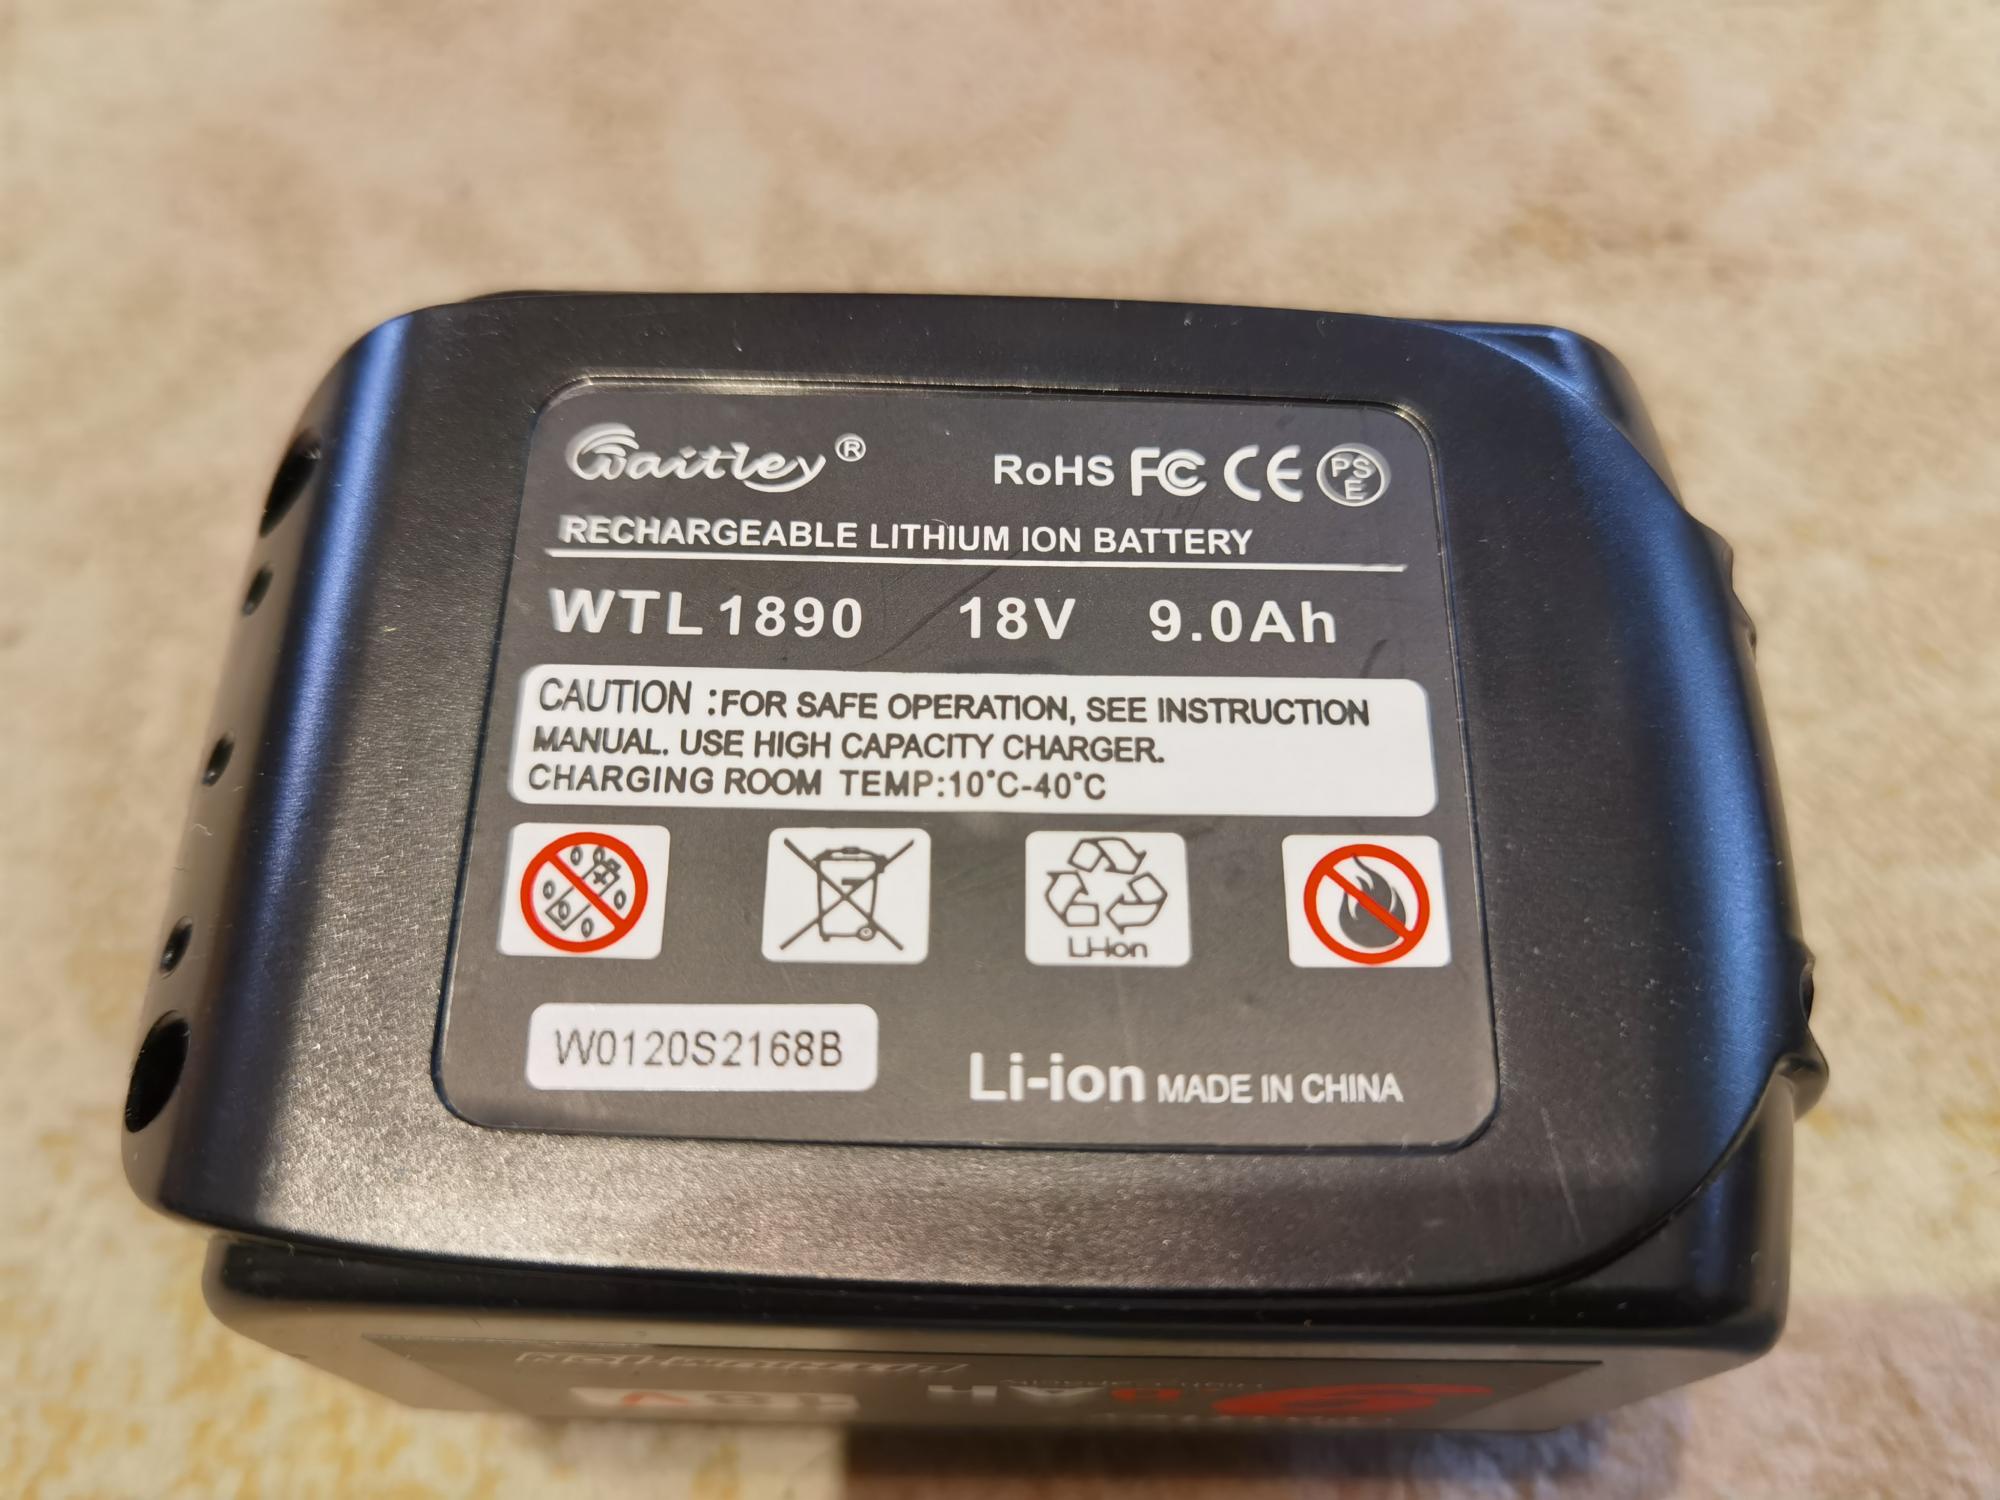 Waitley®
RoHS FC CE PSE
RECHARGEABLE LITHIUM ION BATTERY
WTL1890 18V 9.0Ah
CAUTION :FOR SAFE OPERATION, SEE INSTRUCTION
MANUAL. USE HIGH CAPACITY CHARGER.
CHARGING ROOM TEMP:10°C-40°C
Li-ion
W0120S2168B
Li-ion MADE IN CHINA